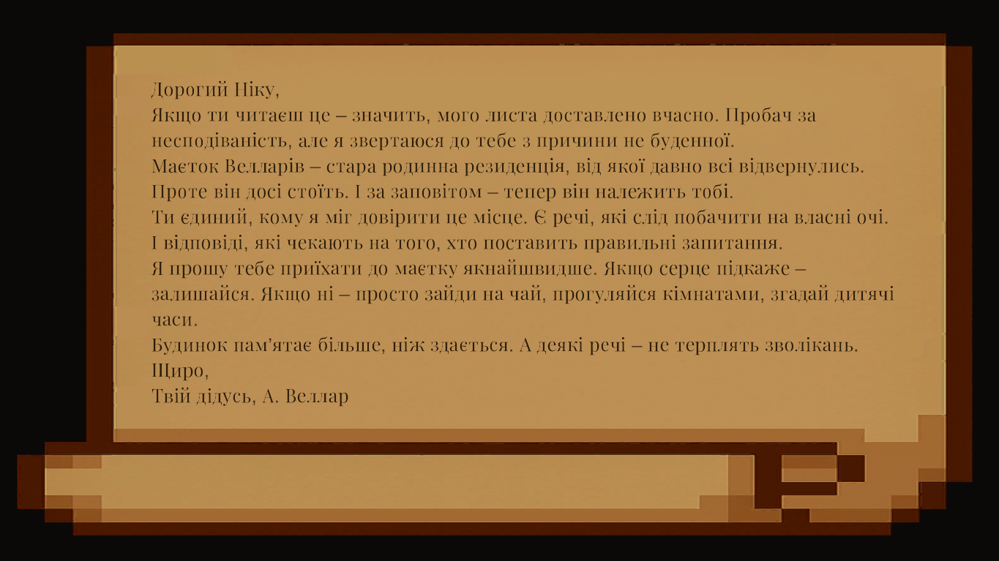 Дорогий Ніку,
Якщо ти читаєш це – значить, мого листа доставлено вчасно. Пробач за
несподіваність, але я звертаюся до тебе з причини не буденної.
Маєток Велларів – стара родинна резиденція, від якої давно всі відвернулись.
Проте він досі стоїть. І за заповітом – тепер він належить тобі.
Ти єдиний, кому я міг довірити це місце. Є речі, які слід побачити на власні очі.
І відповіді, які чекають на того, хто поставить правильні запитання.
Я прошу тебе приїхати до маєтку якнайшвидше. Якщо серце підкаже –
залишайся. Якщо ні – просто зайди на чай, прогуляйся кімнатами, згадай дитячі
часи.
Будинок пам'ятає більше, ніж здається. А деякі речі – не терплять зволікань.
Щиро,
Твій дідусь, А. Веллар